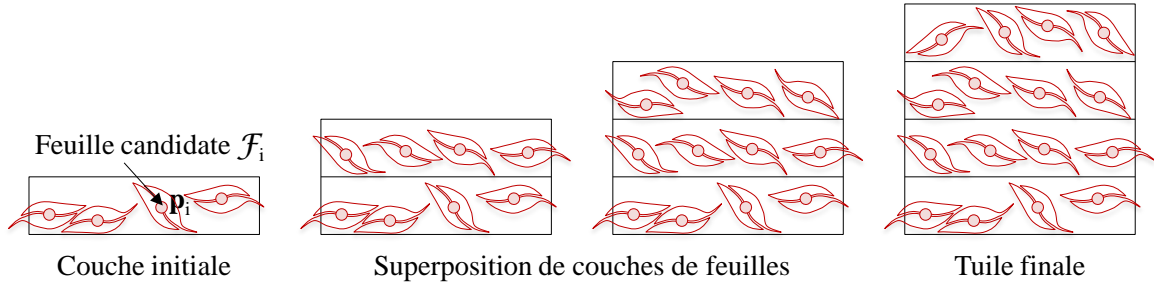 Feuille candidate ℱi
pi
Couche initiale
Superposition de couches de feuilles
Tuile finale